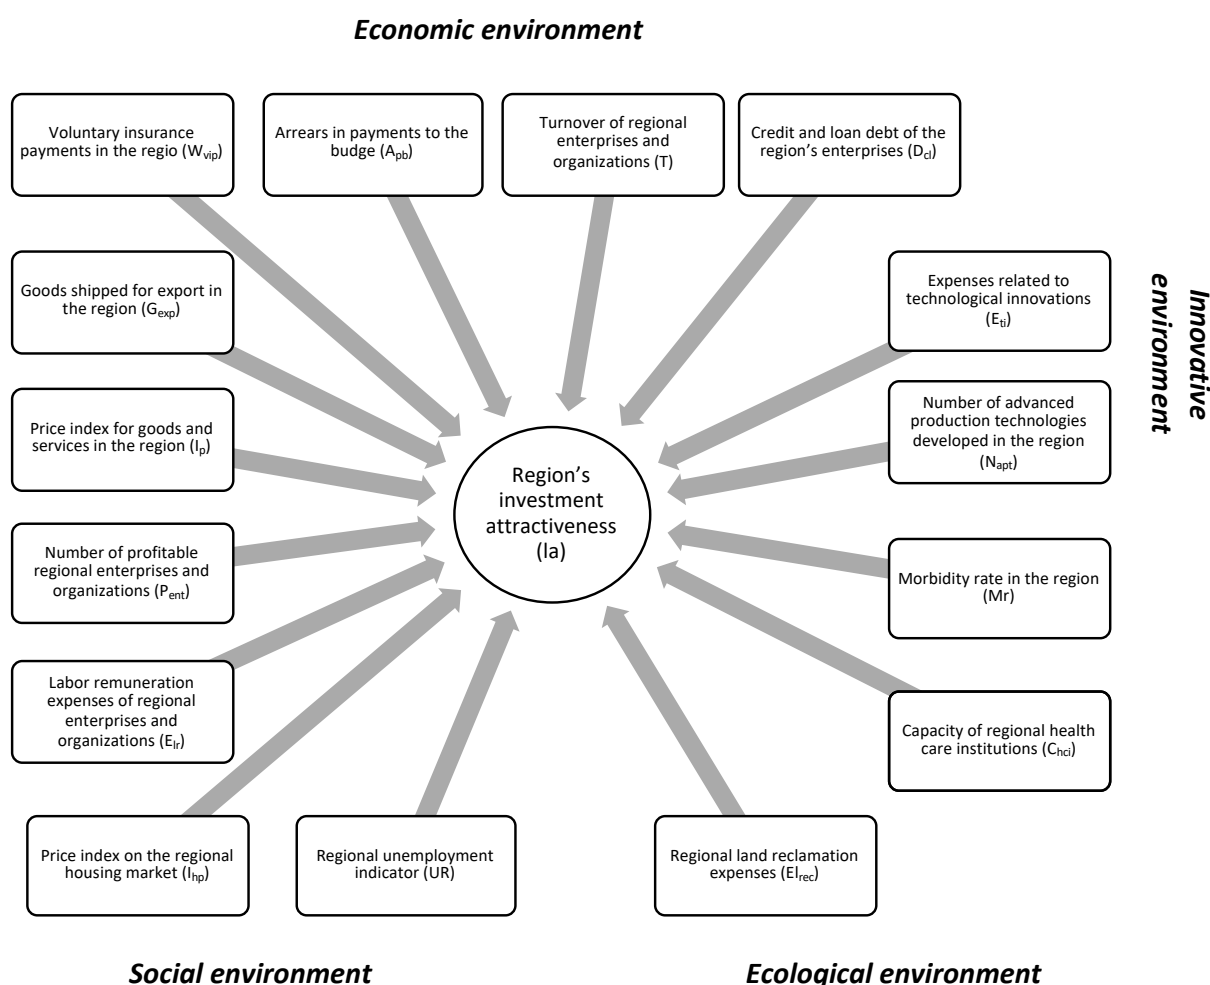 Economic environment
Voluntary insurance
payments in the regio (Wvip)
Arrears in payments to the
budge (Apb)
Turnover of regional
enterprises and
organizations (T)
Credit and loan debt of the
region's enterprises (Dcl)
Goods shipped for export in
the region (Gexp)
Expenses related to
technological innovations
(Eti)
Innovative
environment
Price index for goods and
services in the region (Ip)
Number of advanced
production technologies
developed in the region
(Napt)
Region's
investment
attractiveness
(Ia)
Number of profitable
regional enterprises and
organizations (Pent)
Morbidity rate in the region
(Mr)
Labor remuneration
expenses of regional
enterprises and
organizations (Elr)
Capacity of regional health
care institutions (Chci)
Price index on the regional
housing market (Ihp)
Regional unemployment
indicator (UR)
Regional land reclamation
expenses (EIrec)
Social environment
Ecological environment